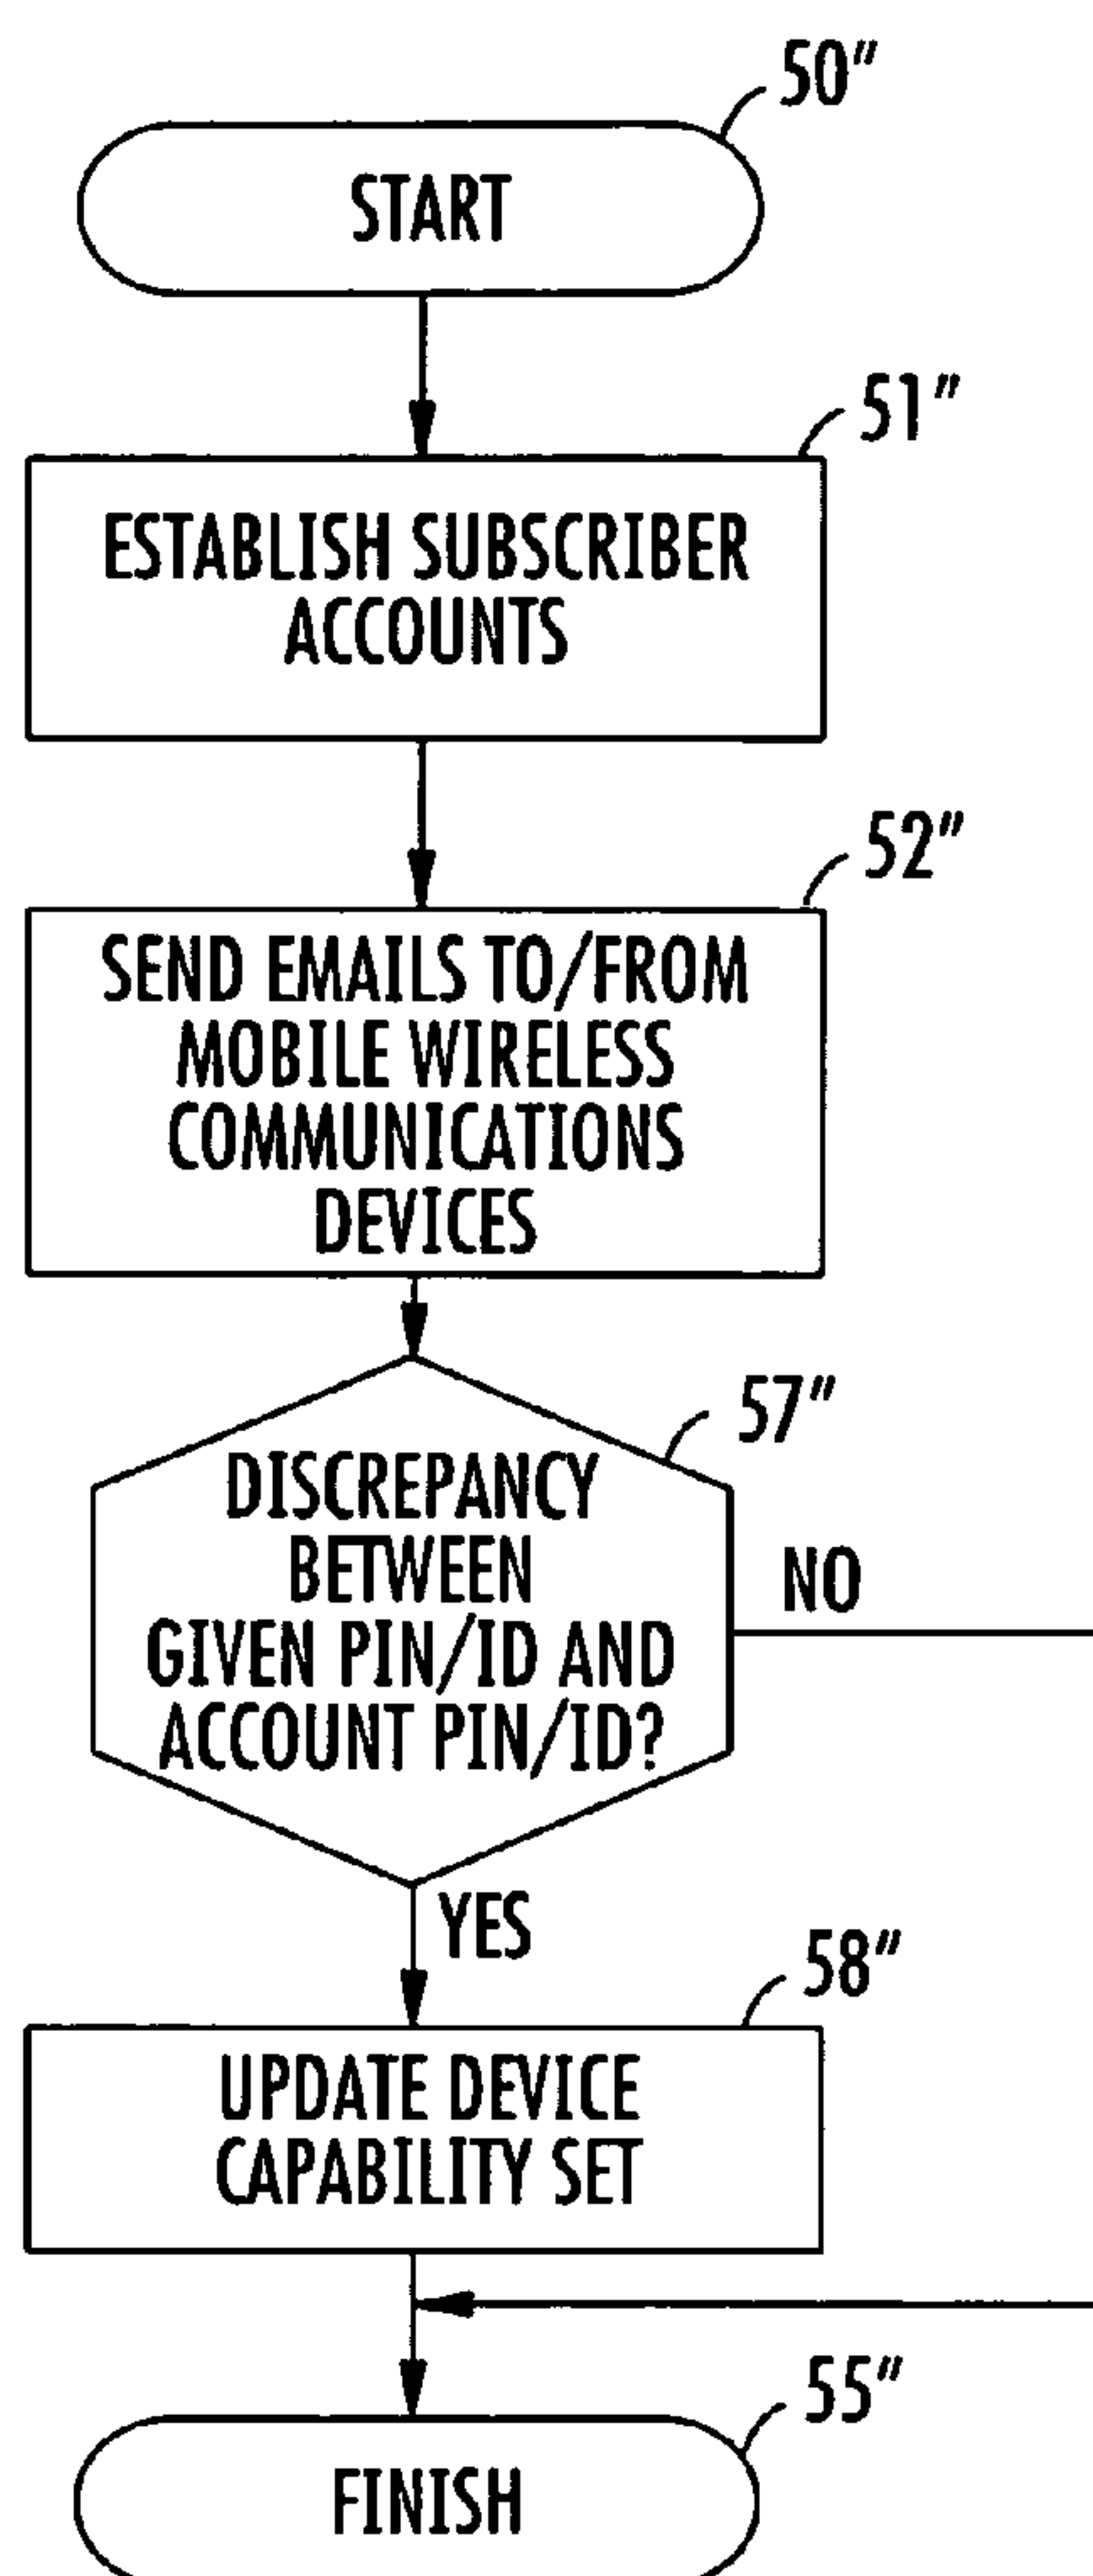 50"
START
51"
ESTABLISH SUBSCRIBER
ACCOUNTS
52"
SEND EMAILS TO/FROM
MOBILE WIRELESS
COMMUNICATIONS
DEVICES
57"
DISCREPANCY
BETWEEN
GIVEN PIN/ID AND
ACCOUNT PIN/ID?
NO
YES
58"
UPDATE DEVICE
CAPABILITY SET
55"
FINISH